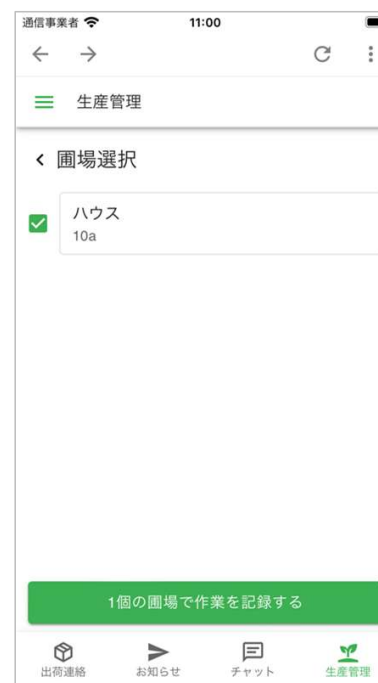 通信事業者
11:00
生産管理
圃場選択
ハウス
10a
1個の圃場で作業を記録する
出荷連絡
お知らせ
チャット
生産管理